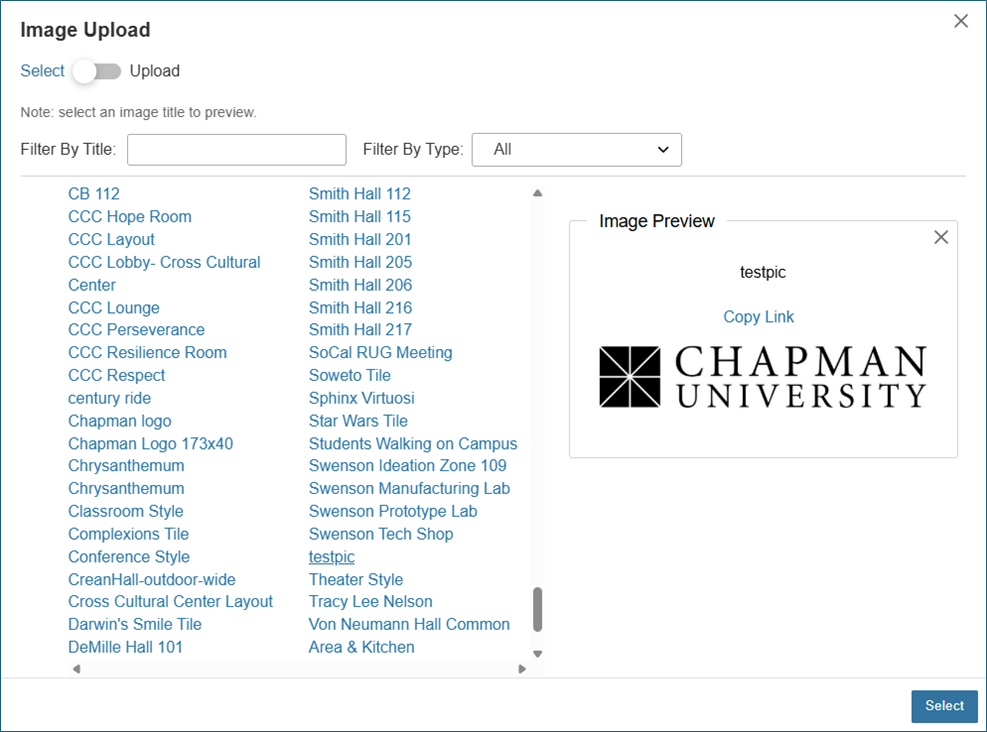 Image Upload
Select Upload
Note: select an image title to preview.
Filter By Title: Filter By Type: All
CB 112
CCC Hope Room
CCC Layout
CCC Lobby- Cross Cultural
Center
CCC Lounge
CCC Perseverance
CCC Resilience Room
CCC Respect
century ride
Chapman logo
Chapman Logo 173x40
Chrysanthemum
Chrysanthemum
Classroom Style
Complexions Tile
Conference Style
CreanHall-outdoor-wide
Cross Cultural Center Layout
Darwin's Smile Tile
DeMille Hall 101
Smith Hall 112
Smith Hall 115
Smith Hall 201
Smith Hall 205
Smith Hall 206
Smith Hall 216
Smith Hall 217
SoCal RUG Meeting
Soweto Tile
Sphinx Virtuosi
Star Wars Tile
Students Walking on Campus
Swenson Ideation Zone 109
Swenson Manufacturing Lab
Swenson Prototype Lab
Swenson Tech Shop
testpic
Theater Style
Tracy Lee Nelson
Von Neumann Hall Common
Area & Kitchen
Image Preview
testpic
Copy Link
CHAPMAN
UNIVERSITY
Select